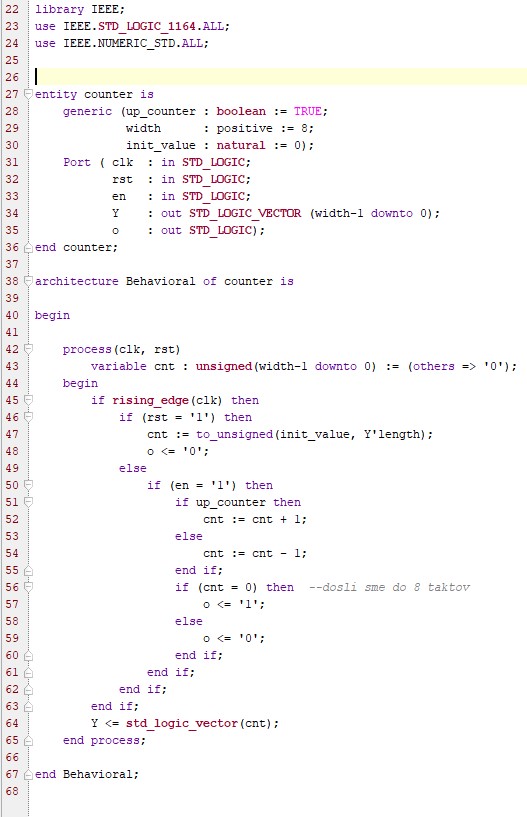 22 library IEEE;
23 use IEEE.STD_LOGIC_1164.ALL;
24 use IEEE.NUMERIC_STD.ALL;
25
26
27 entity counter is
28 generic (up_counter : boolean := TRUE;
29 width : positive := 8;
30 init_value : natural := 0);
31 Port ( clk : in STD_LOGIC;
32 rst : in STD_LOGIC;
33 en : in STD_LOGIC;
34 Y : out STD_LOGIC_VECTOR (width-1 downto 0);
35 o : out STD_LOGIC);
36 end counter;
37
38 architecture Behavioral of counter is
39
40 begin
41
42 process(clk, rst)
43 variable cnt : unsigned(width-1 downto 0) := (others => '0');
44 begin
45 if rising_edge(clk) then
46 if (rst = '1') then
47 cnt := to_unsigned(init_value, Y'length);
48 o <= '0';
49 else
50 if (en = '1') then
51 if up_counter then
52 cnt := cnt + 1;
53 else
54 cnt := cnt - 1;
55 end if;
56 if (cnt = 0) then --dosli sme do 8 taktov
57 o <= '1';
58 else
59 o <= '0';
60 end if;
61 end if;
62 end if;
63 end if;
64 Y <= std_logic_vector(cnt);
65 end process;
66
67 end Behavioral;
68